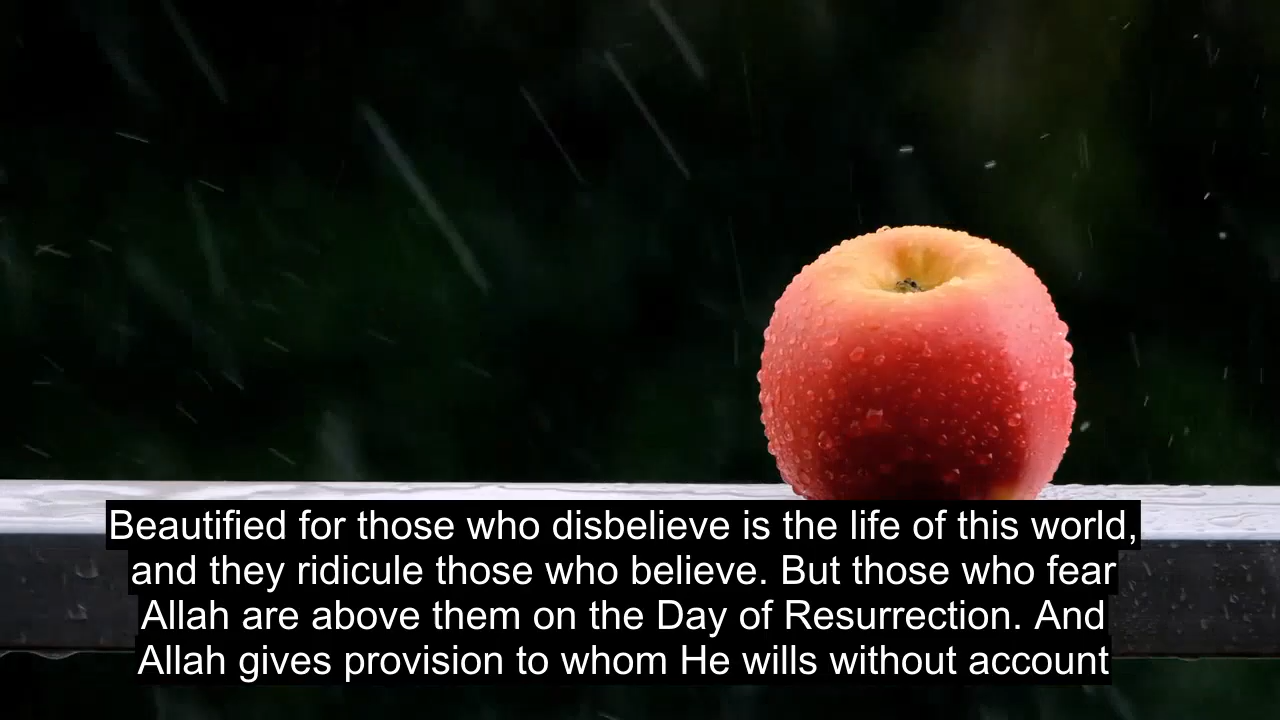 Beautified for those who disbelieve is the life of this world,
and they ridicule those who believe. But those who fear
Allah are above them on the Day of Resurrection. And
Allah gives provision to whom He wills without account